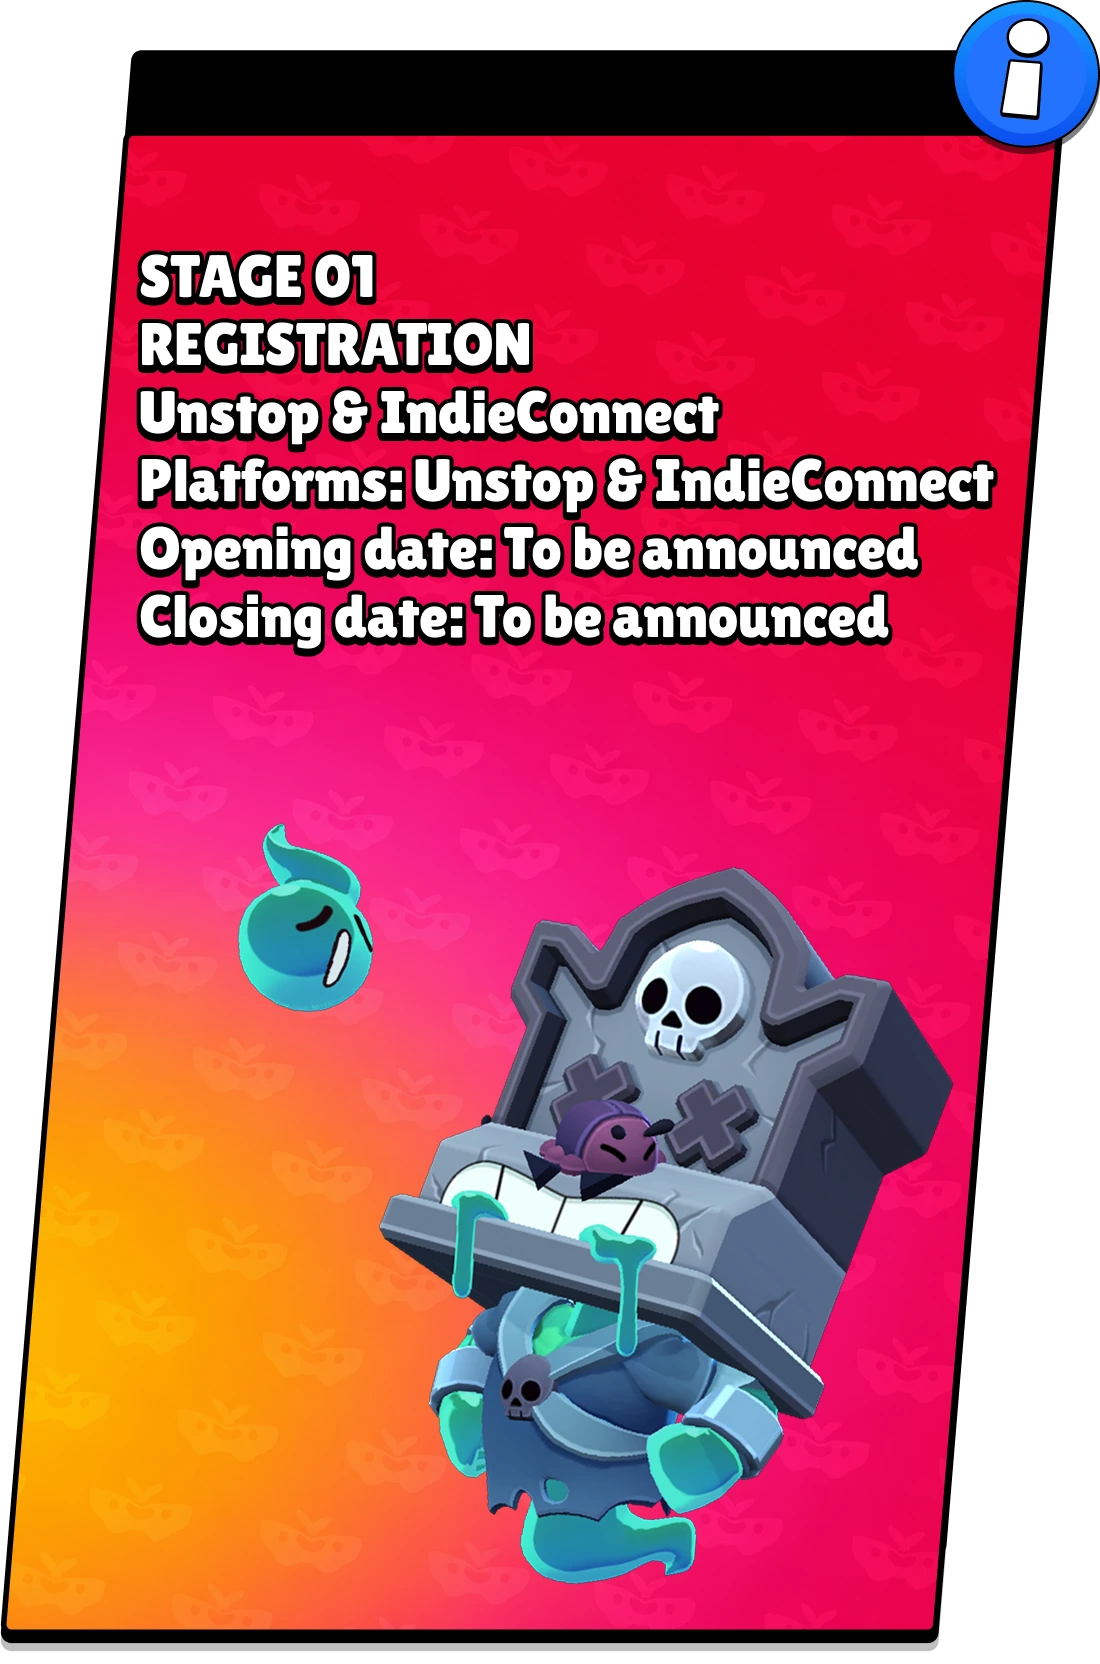 STAGE 01
REGISTRATION
Unstop & IndieConnect
Platforms: Unstop & IndieConnect
Opening date: To be announced
Closing date: To be announced